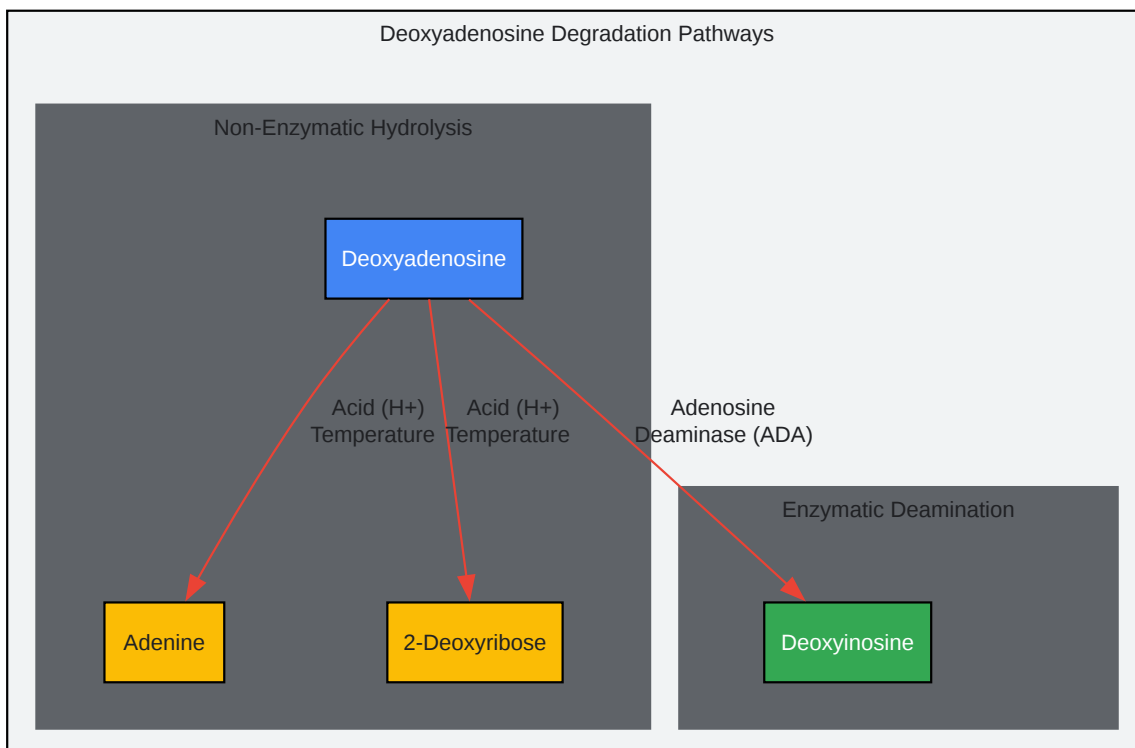 Deoxyadenosine Degradation Pathways
Non-Enzymatic Hydrolysis
Deoxyadenosine
Acid (H+)
Temperature
Acid (H+)
Temperature
Adenosine
Deaminase (ADA)
Enzymatic Deamination
Adenine
2-Deoxyribose
Deoxyinosine